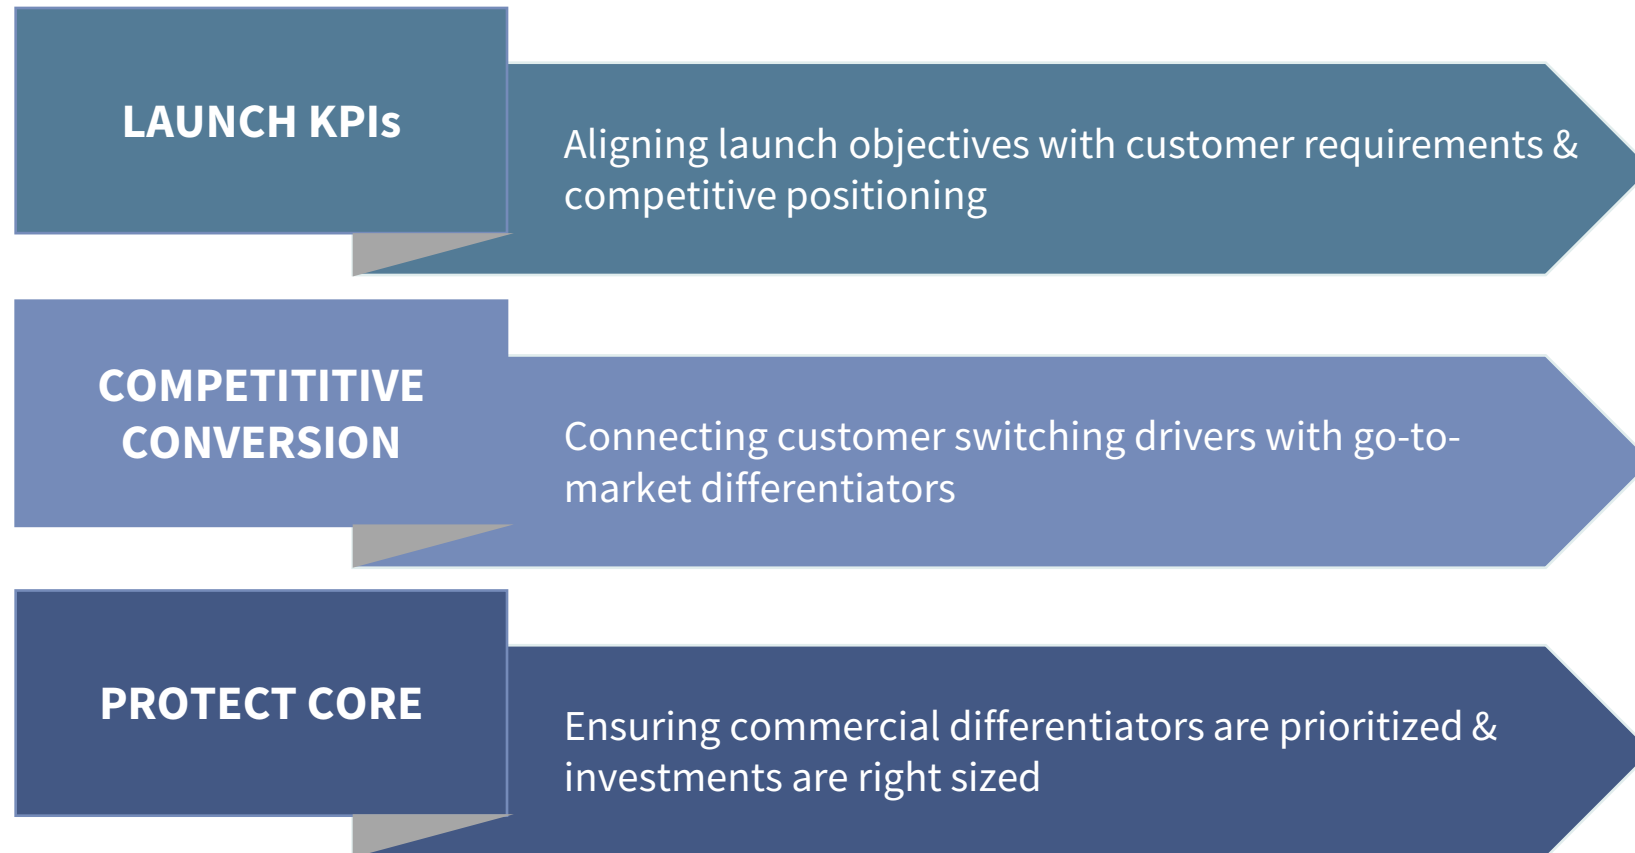 LAUNCH KPIs
Aligning launch objectives with customer requirements &
competitive positioning
COMPETITITIVE
CONVERSION
Connecting customer switching drivers with go-to-
market differentiators
PROTECT CORE
Ensuring commercial differentiators are prioritized &
investments are right sized